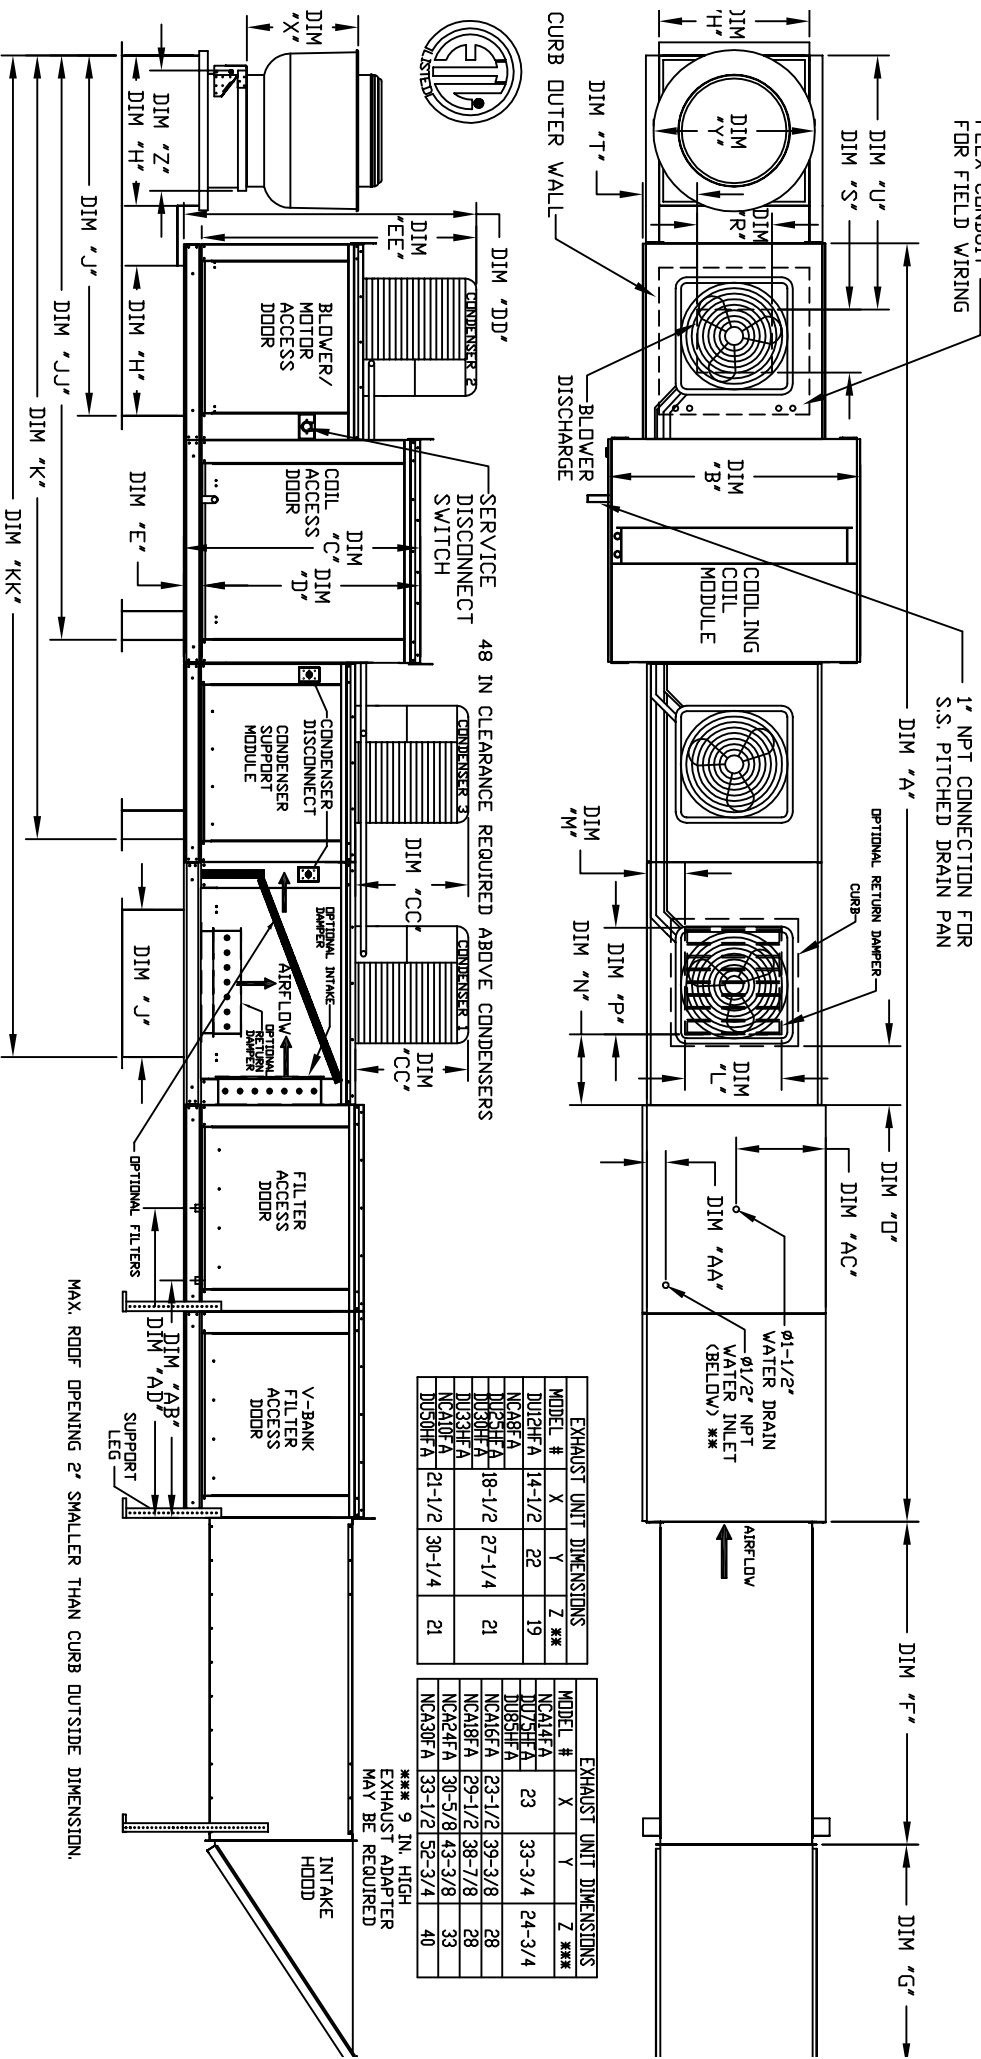 FOR FIELD WIRING
1" NPT CONNECTION FOR
S.S. PITCHED DRAIN PAN
DIM "U"
DIM "S"
DIM "A"
DIM "O"
DIM "F"
DIM "G"
OPTIONAL RETURN DAMPER
CURB
DIM
"H"
DIM
"Y"
DIM
"R"
DIM
"B"
COOLING
COIL
MODULE
DIM
"L"
DIM "AC"
DIM "AA"
Ø1-1/2"
WATER DRAIN
Ø1/2" NPT
WATER INLET
(BELOW) **
AIRFLOW
DIM "T"
CURB OUTER WALL
BLOWER
DISCHARGE
DIM
"M"
DIM "P"
DIM "N"
LISTED
SERVICE
DISCONNECT
SWITCH
48 IN CLEARANCE REQUIRED ABOVE CONDENSERS
EXHAUST UNIT DIMENSIONS
MODEL # X Y Z **
DU12HFA 14-1/2 22 19
NCA8FA
DU25HFA
DU30HFA 18-1/2 27-1/4 21
DU33HFA
NCA10FA
DU50HFA 21-1/2 30-1/4 21
EXHAUST UNIT DIMENSIONS
MODEL # X Y Z ***
NCA14FA
DU75HFA 23 33-3/4 24-3/4
DU85HFA
NCA16FA 23-1/2 39-3/8 28
NCA18FA 29-1/2 38-7/8 28
NCA24FA 30-5/8 43-3/8 33
NCA30FA 33-1/2 52-3/4 40
*** 9 IN. HIGH
EXHAUST ADAPTER
MAY BE REQUIRED
DIM
"X"
DIM "DD"
DIM
"EE"
CONDENSER 2
CONDENSER 3
CONDENSER 1
DIM "CC"
DIM
"CC"
BLOWER/
MOTOR
ACCESS
DOOR
COIL
ACCESS
DOOR
DIM
"C"
DIM
"D"
CONDENSER
DISCONNECT
CONDENSER
SUPPORT
MODULE
OPTIONAL INTAKE
DAMPER
AIRFLOW
OPTIONAL
RETURN
DAMPER
FILTER
ACCESS
DOOR
V-BANK
FILTER
ACCESS
DOOR
INTAKE
HOOD
DIM "Z"
DIM "H"
DIM "H"
DIM "E"
DIM "J"
OPTIONAL FILTERS
DIM "AB"
DIM "AD"
SUPPORT
LEG
DIM "J"
DIM "JJ"
DIM "K"
DIM "KK"
MAX. ROOF OPENING 2" SMALLER THAN CURB OUTSIDE DIMENSION.